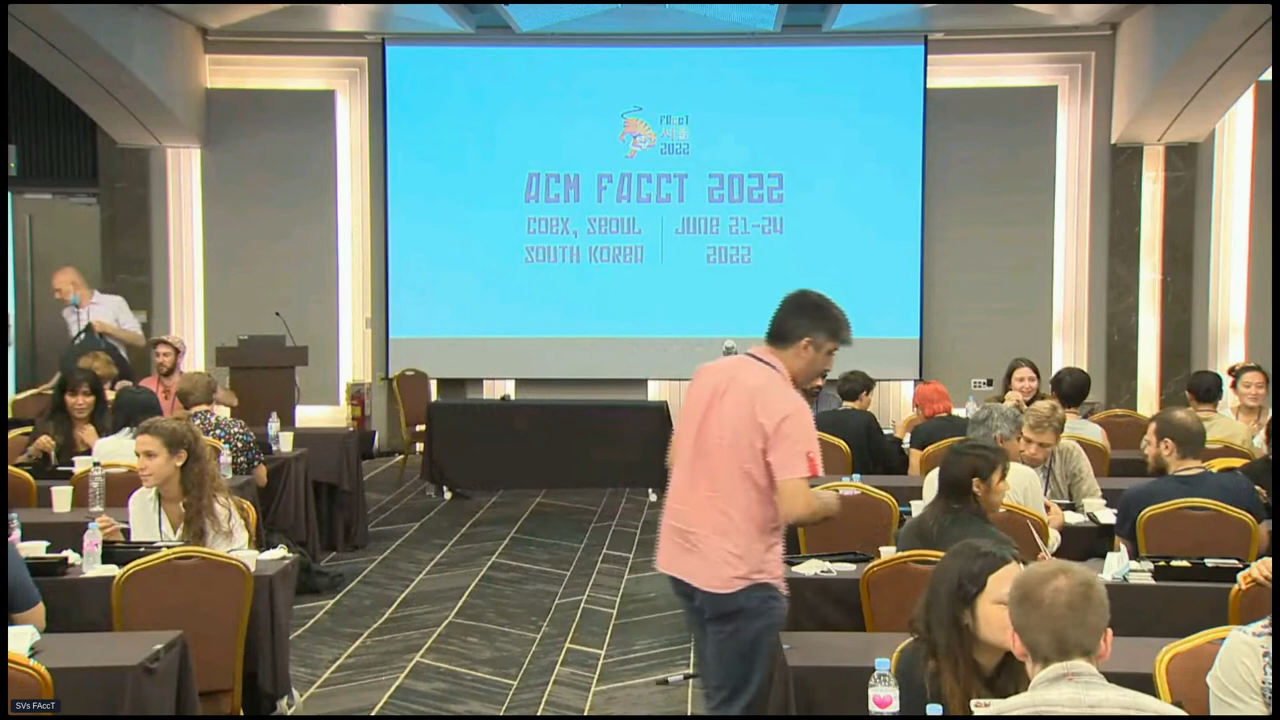 FAccT
서울
2022
ACM FACCT 2022
COEX, SEOUL
SOUTH KOREA
JUNE 21-24
2022
SVs FAccT